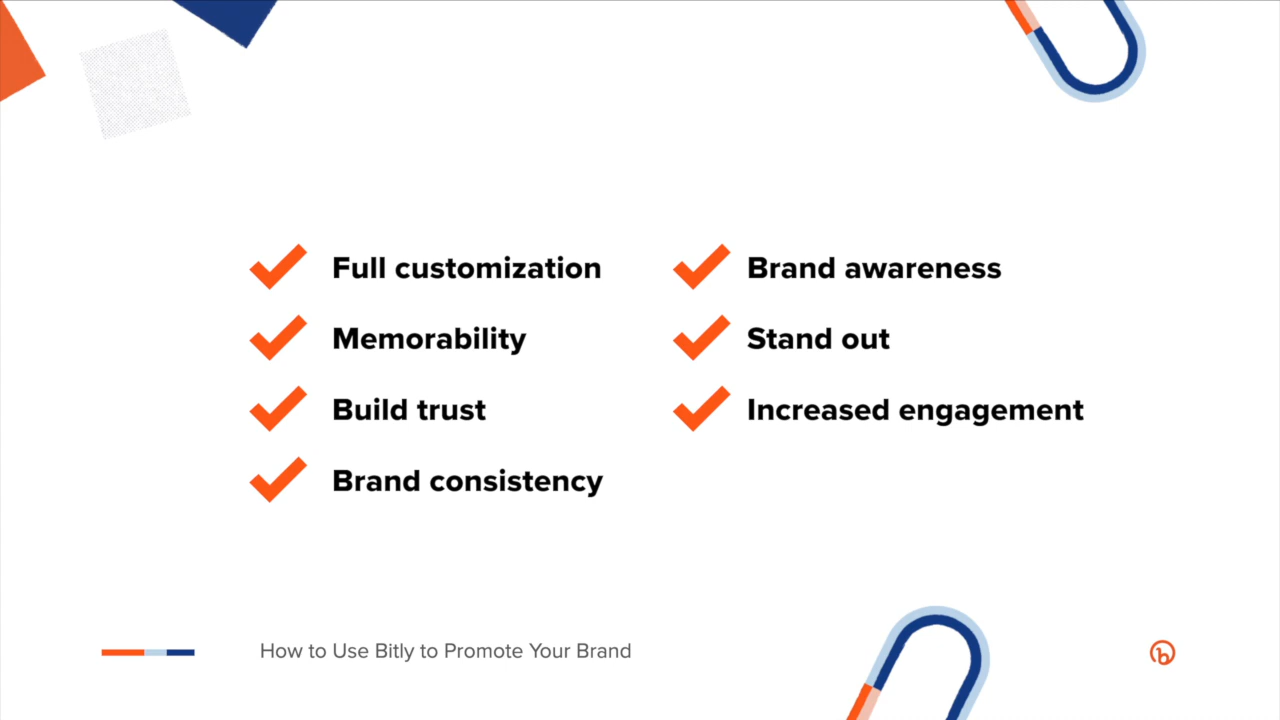 Full customization
Memorability
Build trust
Brand consistency
Brand awareness
Stand out
Increased engagement
How to Use Bitly to Promote Your Brand